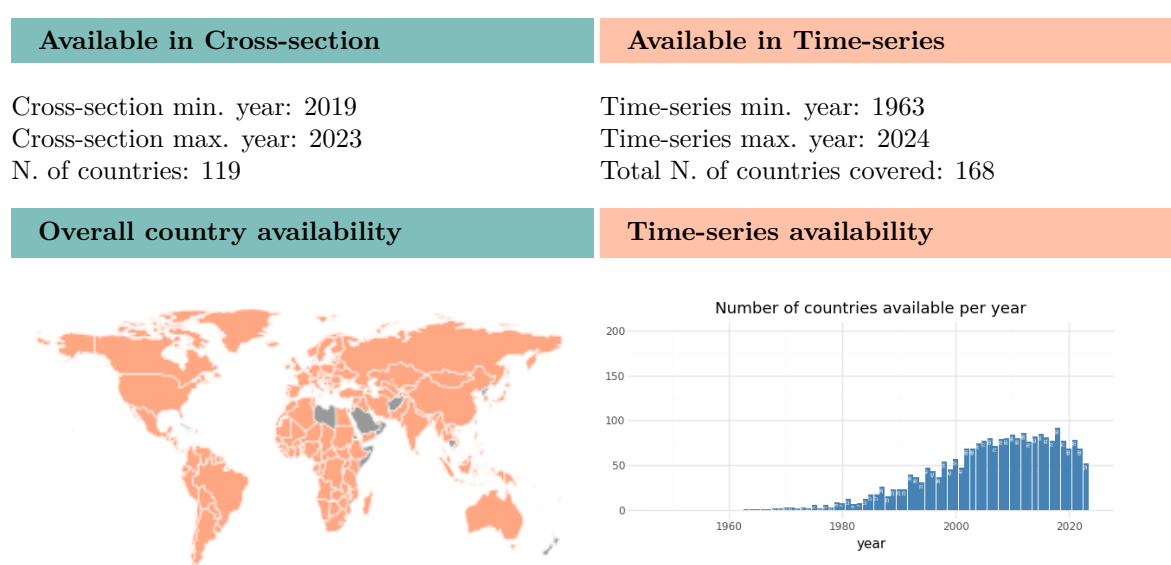 Available in Cross-section
Available in Time-series
Cross-section min. year: 2019
Cross-section max. year: 2023
N. of countries: 119
Time-series min. year: 1963
Time-series max. year: 2024
Total N. of countries covered: 168
Overall country availability
Time-series availability
Number of countries available per year
200
150
100
50
0
1960
1980
2000
2020
year